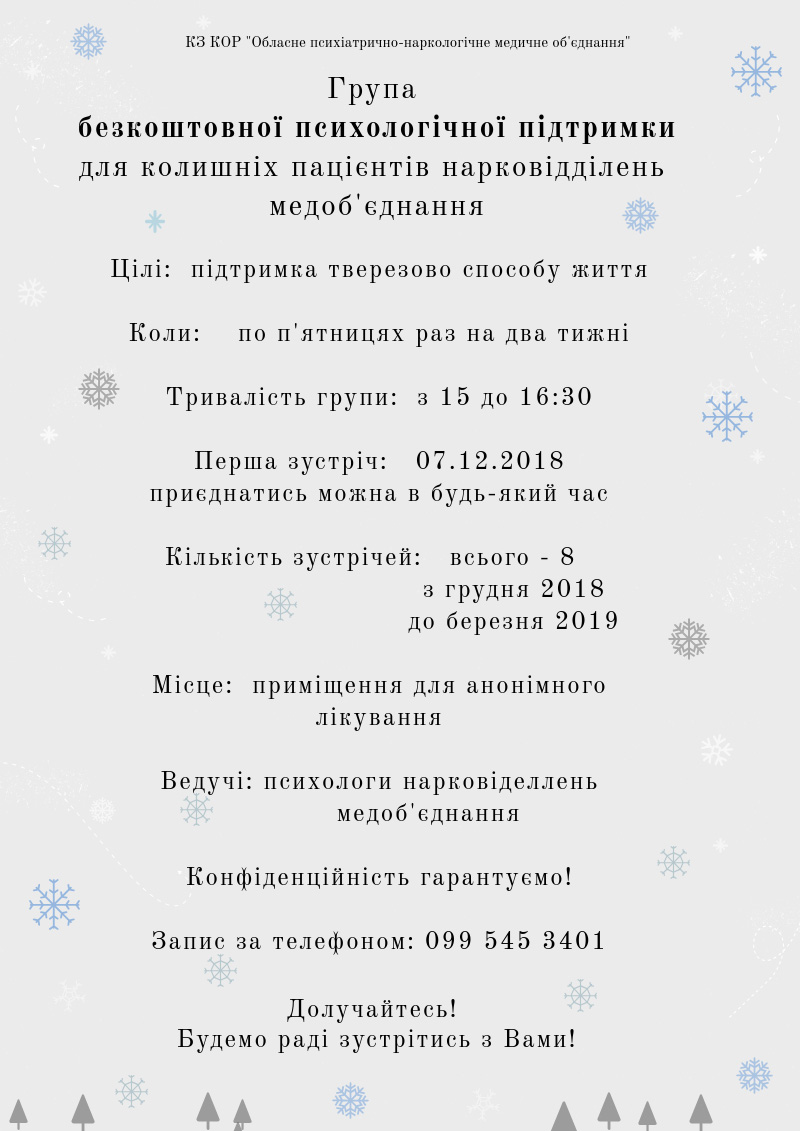 КЗ КОР "Обласне психіатрично-наркологічне медичне об'єднання"
Група
безкоштовної психологічної підтримки
для колишніх пацієнтів нарковідділень
медоб'єднання
Цілі: підтримка тверезово способу життя
Коли: по п'ятницях раз на два тижні
Тривалість групи: з 15 до 16:30
Перша зустріч: 07.12.2018
приєднатись можна в будь-який час
Кількість зустрічей: всього - 8
з грудня 2018
до березня 2019
Місце: приміщення для анонімного
лікування
Ведучі: психологи нарковіделлень
медоб'єднання
Конфіденційність гарантуємо!
Запис за телефоном: 099 545 3401
Долучайтесь!
Будемо раді зустрітись з Вами!